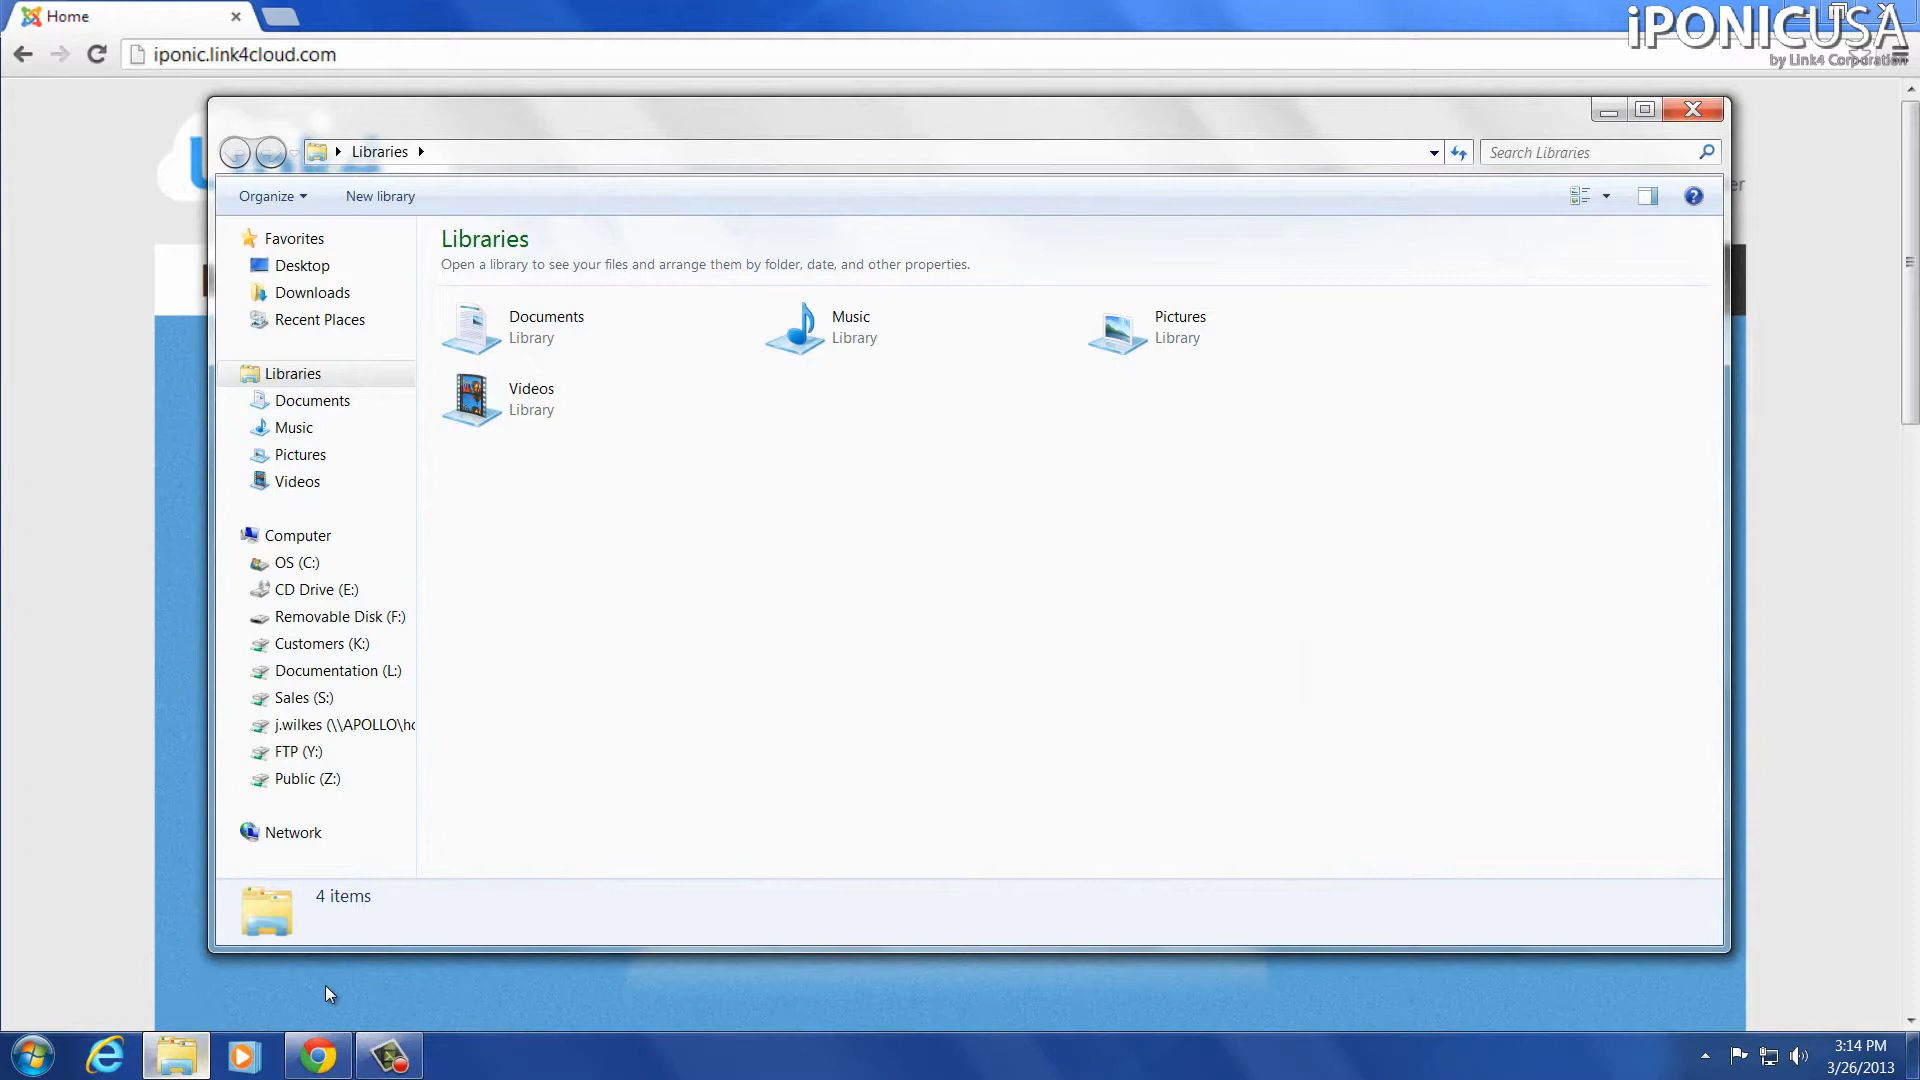 Home
iponic.link4cloud.com
iPONICUSA
by Link4 Corporation
Libraries
Search Libraries
Organize
New library
Favorites
Desktop
Downloads
Recent Places
Libraries
Documents
Music
Pictures
Videos
Computer
OS (C:)
CD Drive (E:)
Removable Disk (F:)
Customers (K:)
Documentation (L:)
Sales (S:)
j.wilkes (\\APOLLO\ho
FTP (Y:)
Public (Z:)
Network
Libraries
Open a library to see your files and arrange them by folder, date, and other properties.
Documents
Library
Music
Library
Pictures
Library
Videos
Library
4 items
3:14 PM
3/26/2013